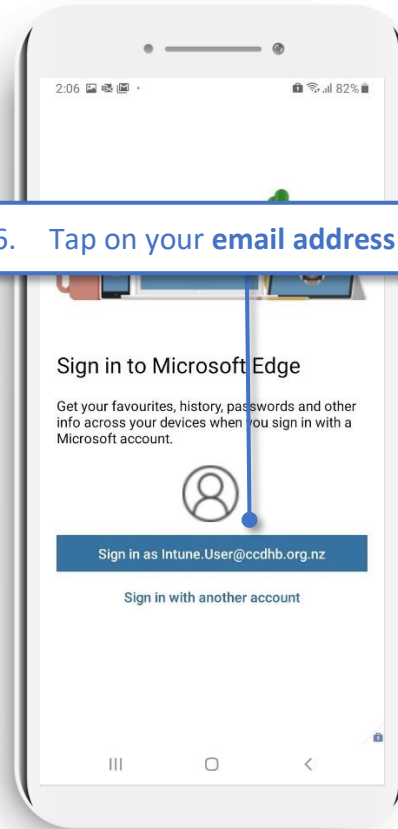 2:06
82%
6. Tap on your email address
Sign in to Microsoft Edge
Get your favourites, history, passwords and other
info across your devices when you sign in with a
Microsoft account.
Sign in as Intune.User@ccdhb.org.nz
Sign in with another account